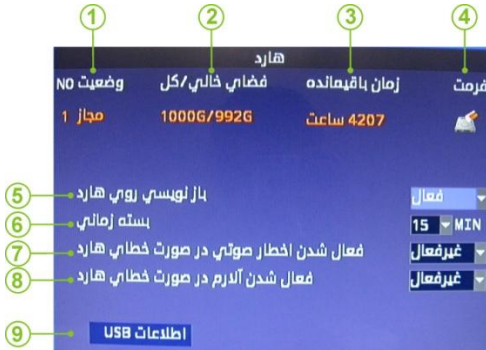 1 2 3 4
هارد
NO وضعیت فضای خالی/کل زمان باقیمانده فرمت
1 مجاز 1000G/992G 4207 ساعت
5 باز نویسی روی هارد فعال
6 بسته زمانی 15 MIN
7 فعال شدن اخطار صوتی در صورت خطای هارد غیرفعال
8 فعال شدن آلارم در صورت خطای هارد غیرفعال
9 اطلاعات USB